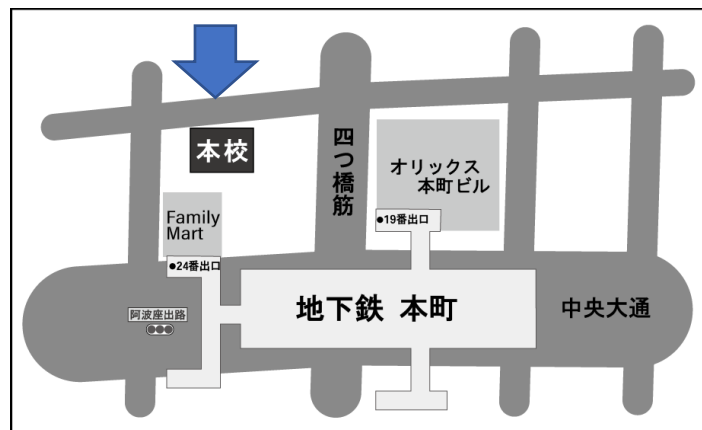 本校
四つ橋筋
オリックス
本町ビル
Family
Mart
●19番出口
●24番出口
阿波座出路
地下鉄 本町
中央大通